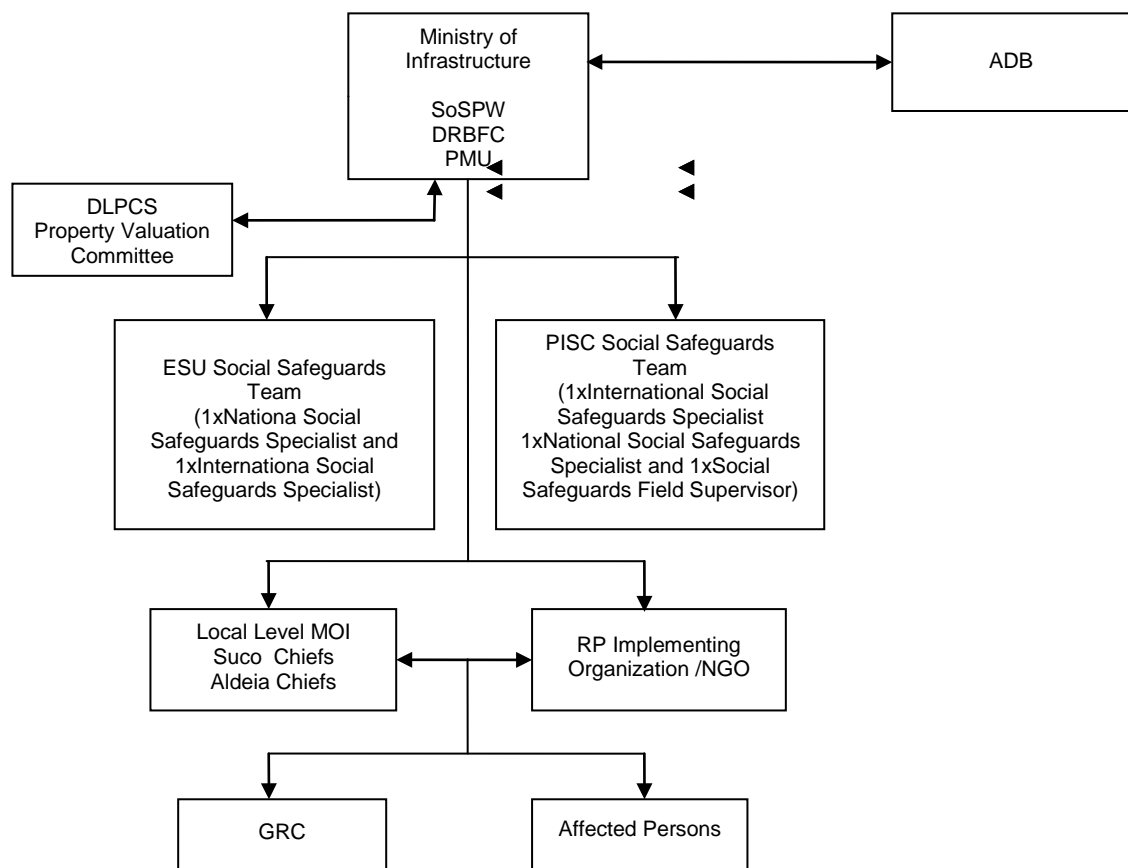 Ministry of
Infrastructure
SoSPW
DRBFC
PMU
ADB
DLPCS
Property Valuation
Committee
ESU Social Safeguards
Team
(1xNationa Social
Safeguards Specialist and
1xInternationa Social
Safeguards Specialist)
PISC Social Safeguards
Team
(1xInternational Social
Safeguards Specialist
1xNational Social Safeguards
Specialist and 1xSocial
Safeguards Field Supervisor)
Local Level MOI
Suco Chiefs
Aldeia Chiefs
RP Implementing
Organization /NGO
GRC
Affected Persons